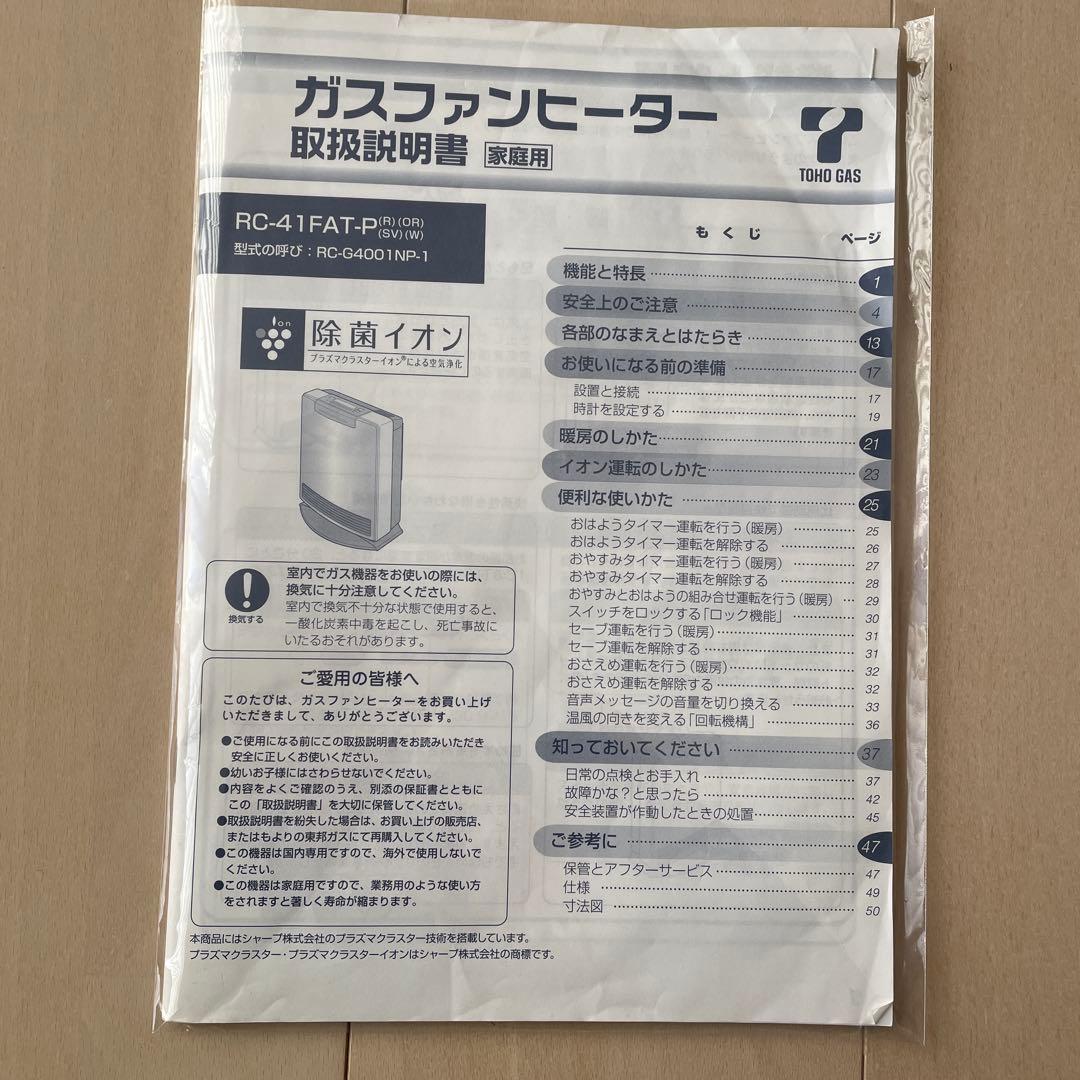 ガスファンヒーター
取扱説明書 家庭用
TOHO GAS
RC-41FAT-P(R)(OR)(SV)(W)
型式の呼び:RC-G4001NP-1
ion
除菌イオン
プラズマクラスターイオン®による空気浄化
換気する
室内でガス機器をお使いの際には、
換気に十分注意してください。
室内で換気不十分な状態で使用すると、
一酸化炭素中毒を起こし、死亡事故に
いたるおそれがあります。
ご愛用の皆様へ
このたびは、ガスファンヒーターをお買い上げ
いただきまして、ありがとうございます。
●ご使用になる前にこの取扱説明書をお読みいただき
安全に正しくお使いください。
●幼いお子様にはさわらせないでください。
●内容をよくご確認のうえ、別添の保証書とともに
この「取扱説明書」を大切に保管してください。
●取扱説明書を紛失した場合は、お買い上げの販売店、
またはもよりの東邦ガスにて再購入してください。
●この機器は国内専用ですので、海外で使用しないで
ください。
●この機器は家庭用ですので、業務用のような使い方
をされますと著しく寿命が縮まります。
本商品にはシャープ株式会社のプラズマクラスター技術を搭載しています。
プラズマクラスター・プラズマクラスターイオンはシャープ株式会社の商標です。
もくじ ページ
機能と特長 1
安全上のご注意 4
各部のなまえとはたらき 13
お使いになる前の準備 17
設置と接続 17
時計を設定する 19
暖房のしかた 21
イオン運転のしかた 23
便利な使いかた 25
おはようタイマー運転を行う(暖房) 25
おはようタイマー運転を解除する 26
おやすみタイマー運転を行う(暖房) 27
おやすみタイマー運転を解除する 28
おやすみとおはようの組み合せ運転を行う(暖房) 29
スイッチをロックする「ロック機能」 30
セーブ運転を行う(暖房) 31
セーブ運転を解除する 31
おさえめ運転を行う(暖房) 32
おさえめ運転を解除する 32
音声メッセージの音量を切り換える 33
温風の向きを変える「回転機構」 36
知っておいてください 37
日常の点検とお手入れ 37
故障かな?と思ったら 42
安全装置が作動したときの処置 45
ご参考に 47
保管とアフターサービス 47
仕様 49
寸法図 50